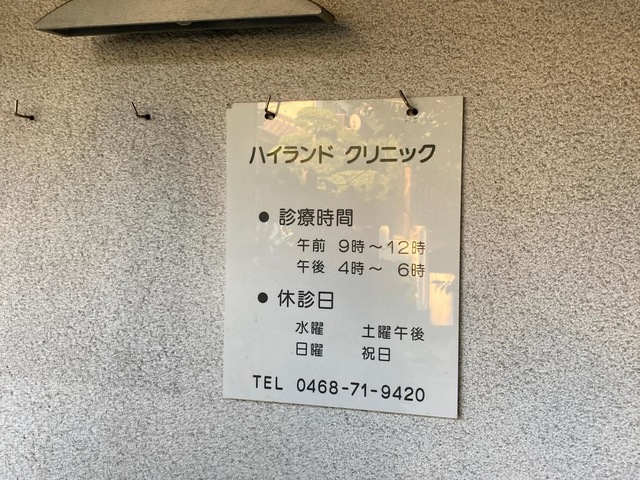 ハイランド クリニック
● 診療時間
午前 9時～12時
午後 4時～ 6時
● 休診日
水曜 土曜午後
日曜 祝日
TEL 0468-71-9420